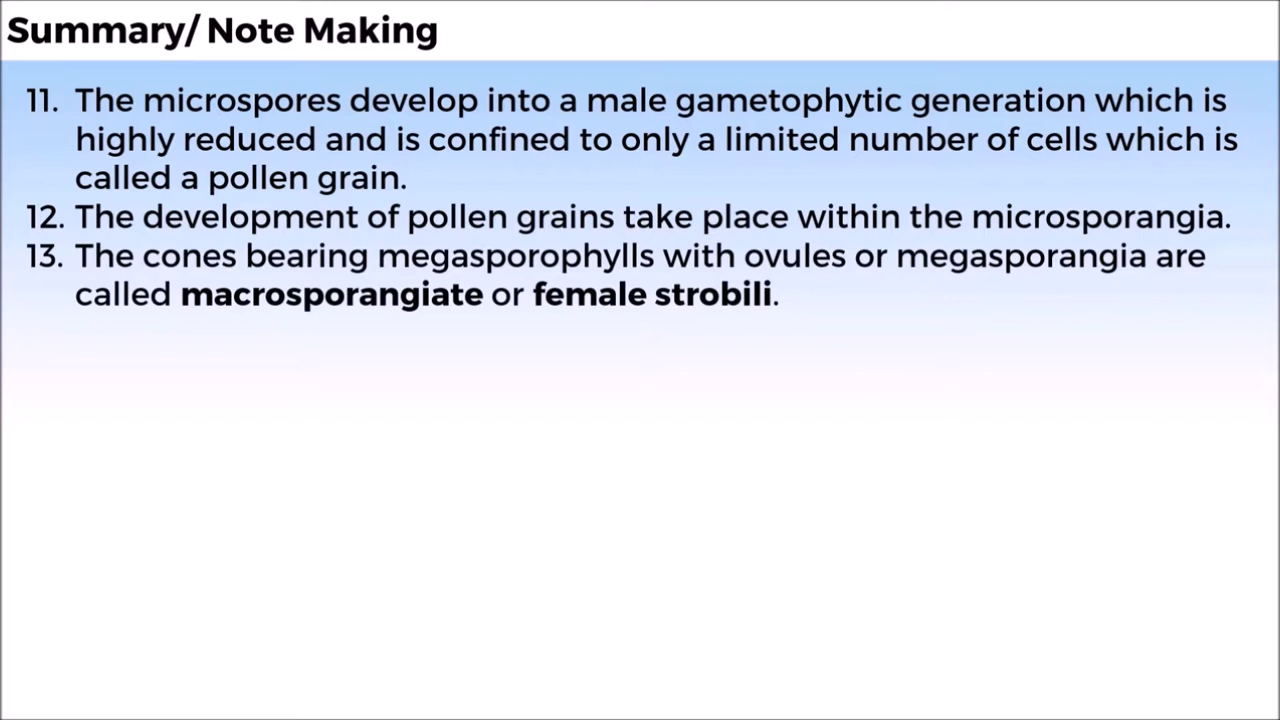 Summary/ Note Making
11. The microspores develop into a male gametophytic generation which is
highly reduced and is confined to only a limited number of cells which is
called a pollen grain.
12. The development of pollen grains take place within the microsporangia.
13. The cones bearing megasporophylls with ovules or megasporangia are
called macrosporangiate or female strobili.